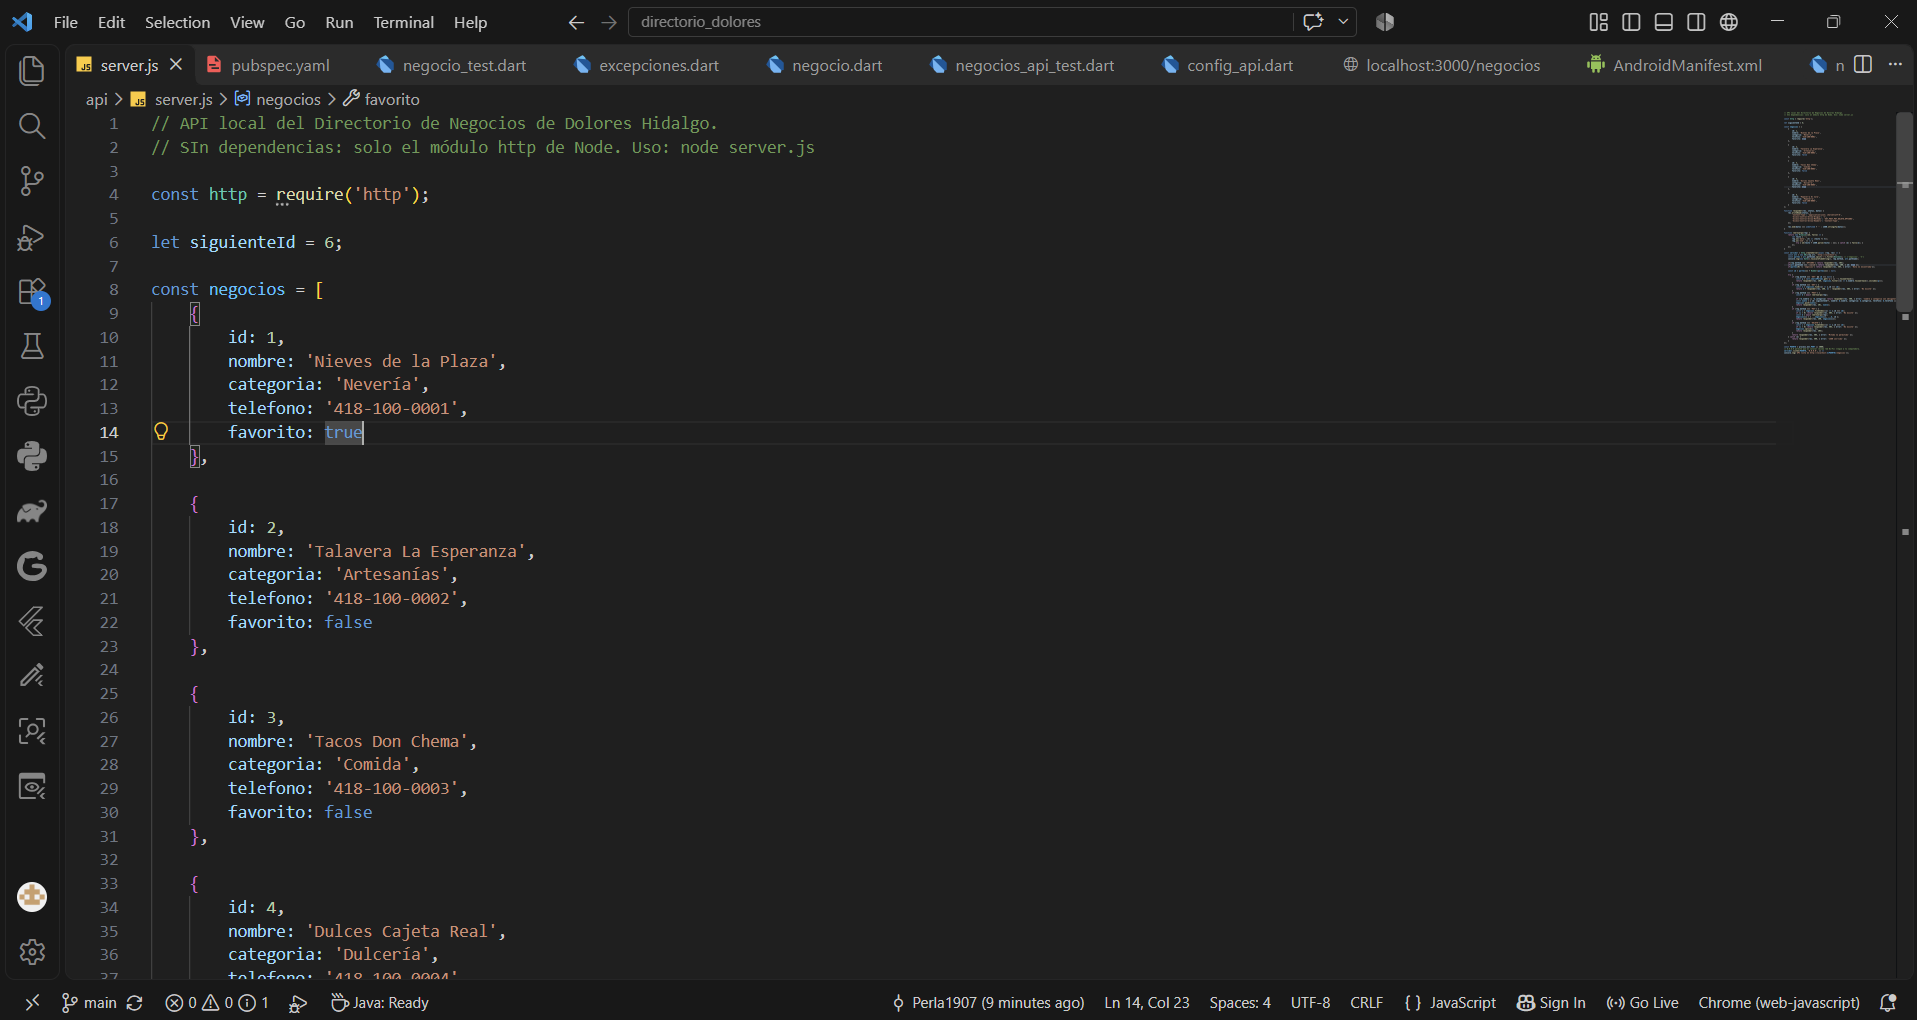 File Edit Selection View Go Run Terminal Help
directorio_dolores
server.js
pubspec.yaml
negocio_test.dart
excepciones.dart
negocio.dart
negocios_api_test.dart
config_api.dart
localhost:3000/negocios
AndroidManifest.xml
n
api > server.js > negocios > favorito
1 // API local del Directorio de Negocios de Dolores Hidalgo.
2 // SIn dependencias: solo el módulo http de Node. Uso: node server.js
3
4 const http = require('http');
5
6 let siguienteId = 6;
7
8 const negocios = [
9 {
10 id: 1,
11 nombre: 'Nieves de la Plaza',
12 categoria: 'Nevería',
13 telefono: '418-100-0001',
14 favorito: true
15 },
16
17 {
18 id: 2,
19 nombre: 'Talavera La Esperanza',
20 categoria: 'Artesanías',
21 telefono: '418-100-0002',
22 favorito: false
23 },
24
25 {
26 id: 3,
27 nombre: 'Tacos Don Chema',
28 categoria: 'Comida',
29 telefono: '418-100-0003',
30 favorito: false
31 },
32
33 {
34 id: 4,
35 nombre: 'Dulces Cajeta Real',
36 categoria: 'Dulcería',
37 telefono: '418-100-0004'
1
main 0 0 1 Java: Ready
Perla1907 (9 minutes ago) Ln 14, Col 23 Spaces: 4 UTF-8 CRLF { } JavaScript Sign In Go Live Chrome (web-javascript)